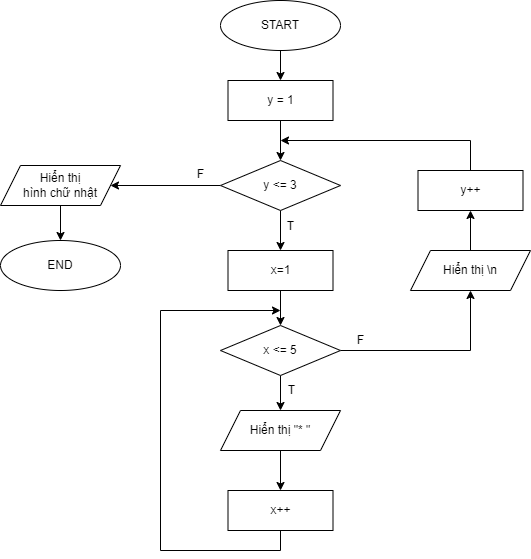 START
y = 1
y <= 3
F
Hiển thị
hình chữ nhật
END
T
x=1
x <= 5
F
Hiển thị \n
y++
T
Hiển thị "* "
x++